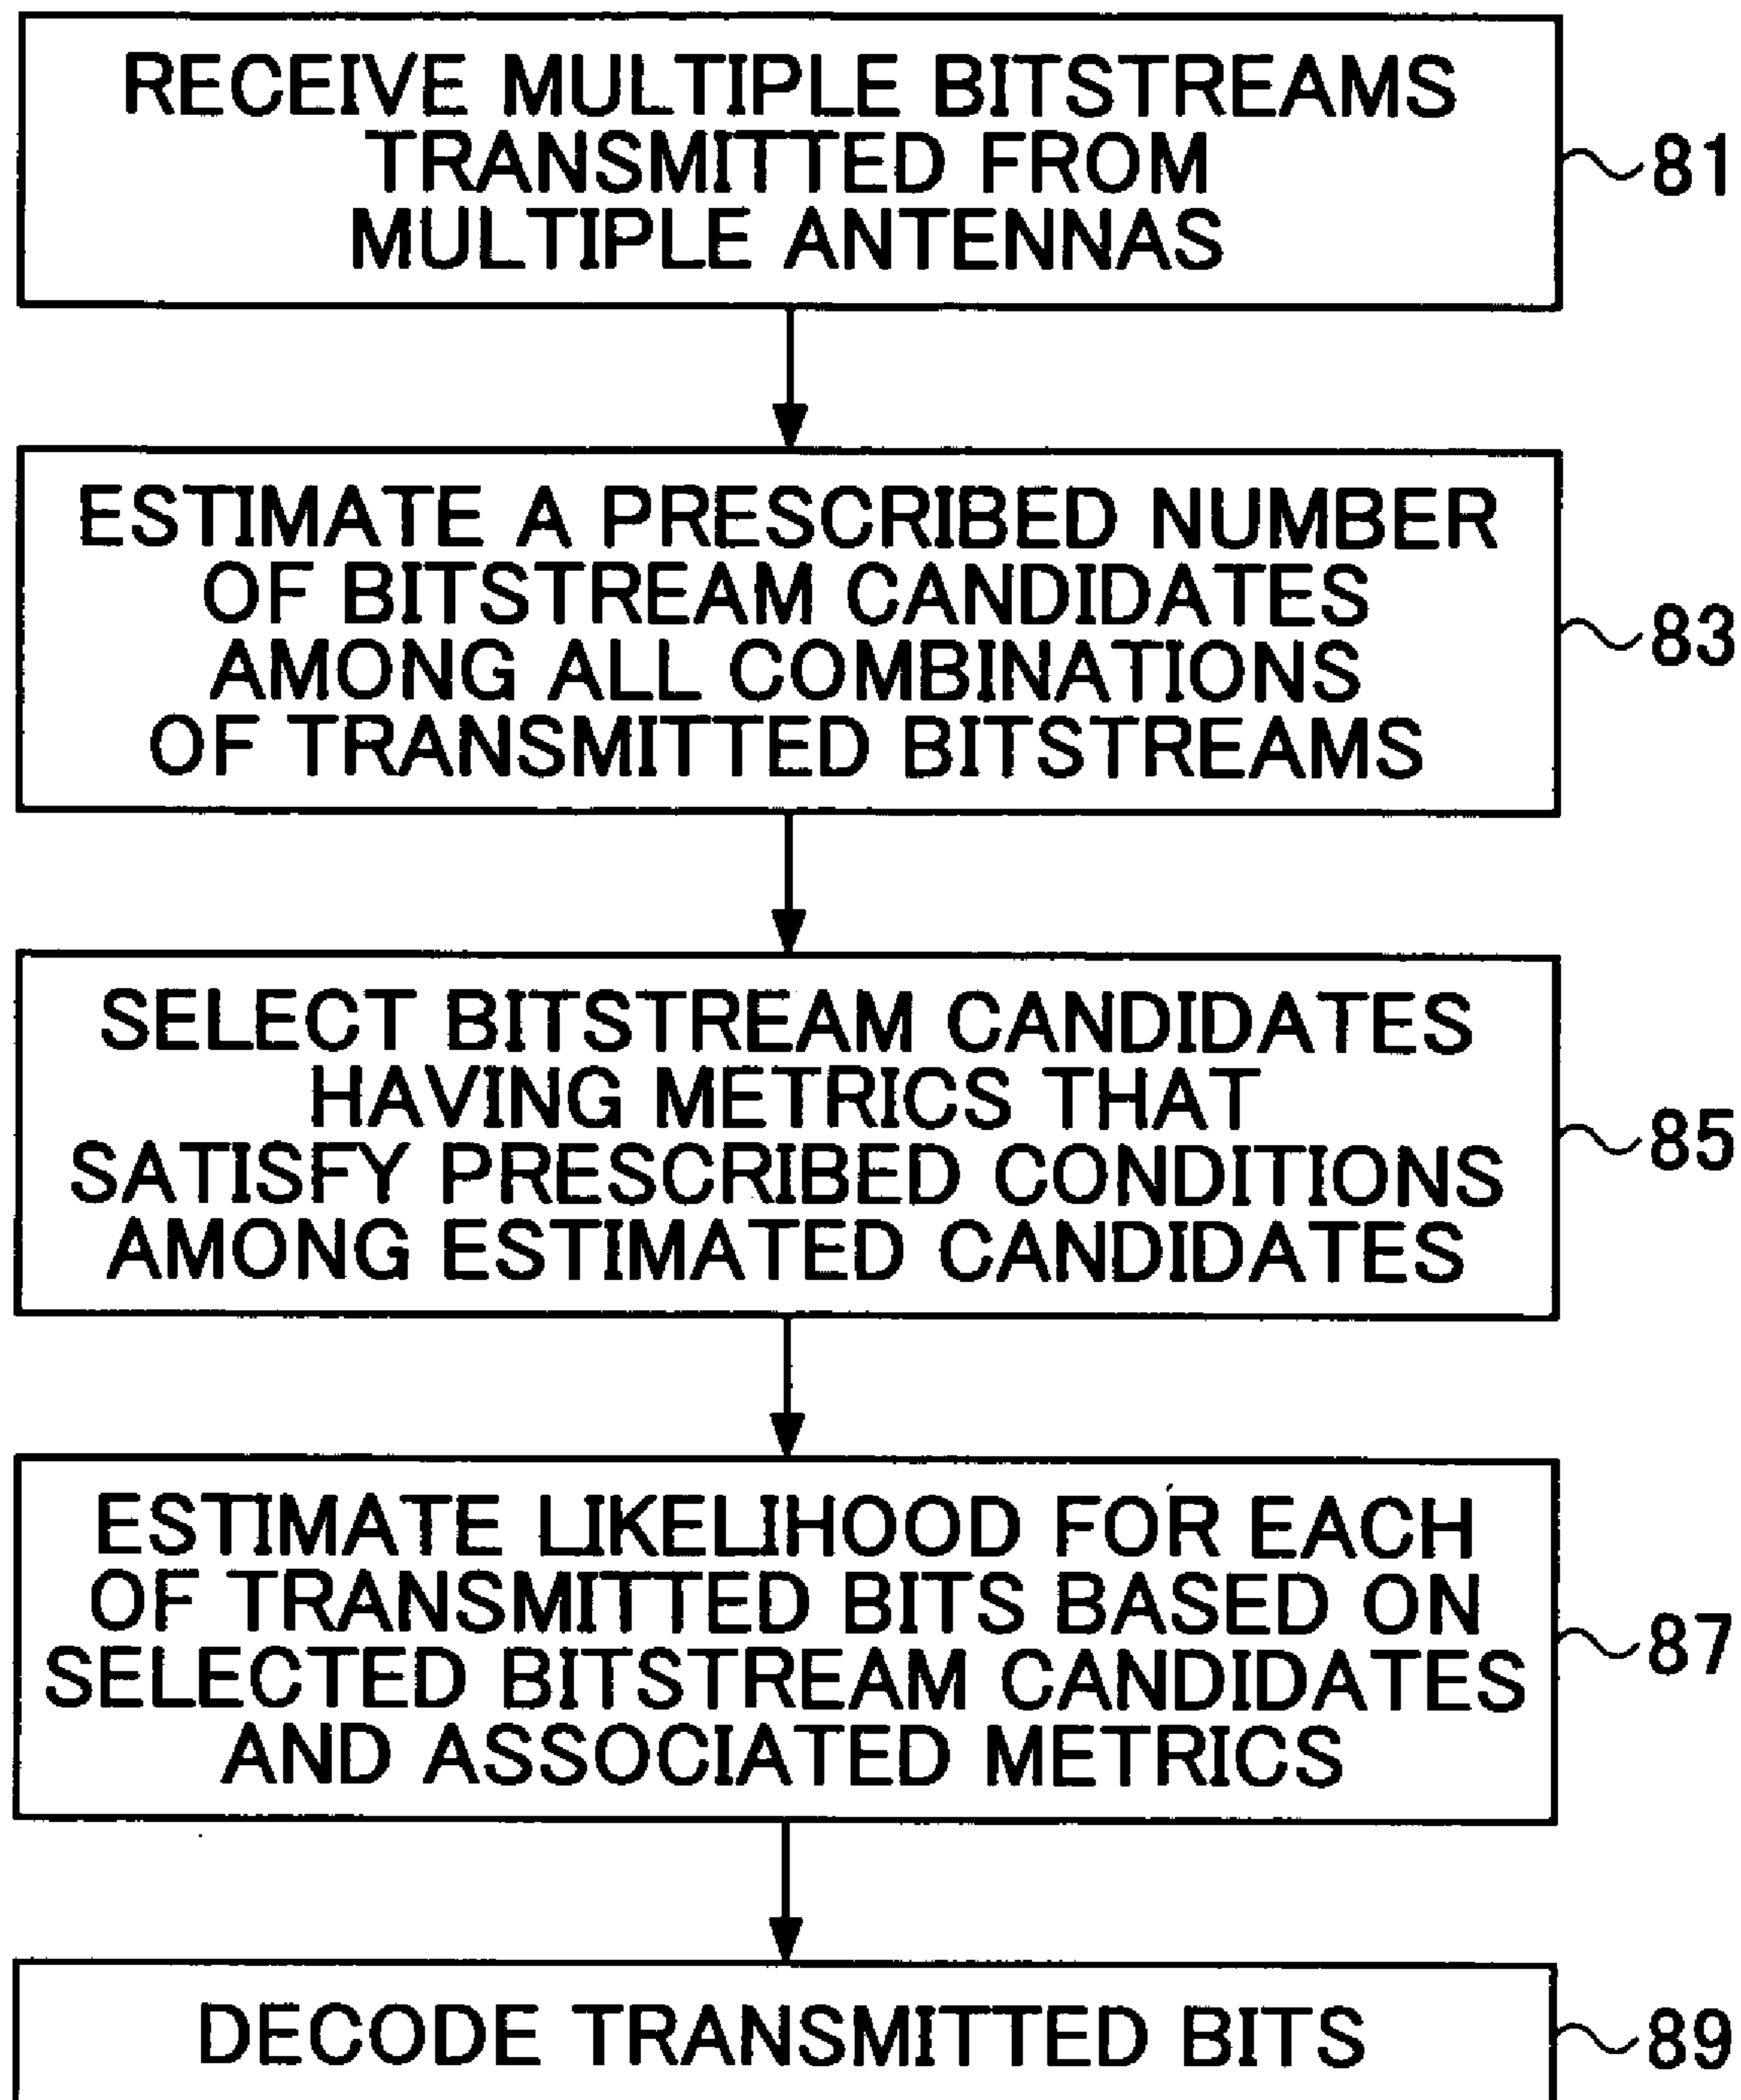 RECEIVE MULTIPLE BITSTREAMS
TRANSMITTED FROM
MULTIPLE ANTENNAS
81
ESTIMATE A PRESCRIBED NUMBER
OF BITSTREAM CANDIDATES
AMONG ALL COMBINATIONS
OF TRANSMITTED BITSTREAMS
83
SELECT BITSTREAM CANDIDATES
HAVING METRICS THAT
SATISFY PRESCRIBED CONDITIONS
AMONG ESTIMATED CANDIDATES
85
ESTIMATE LIKELIHOOD FOR EACH
OF TRANSMITTED BITS BASED ON
SELECTED BITSTREAM CANDIDATES
AND ASSOCIATED METRICS
87
DECODE TRANSMITTED BITS
89